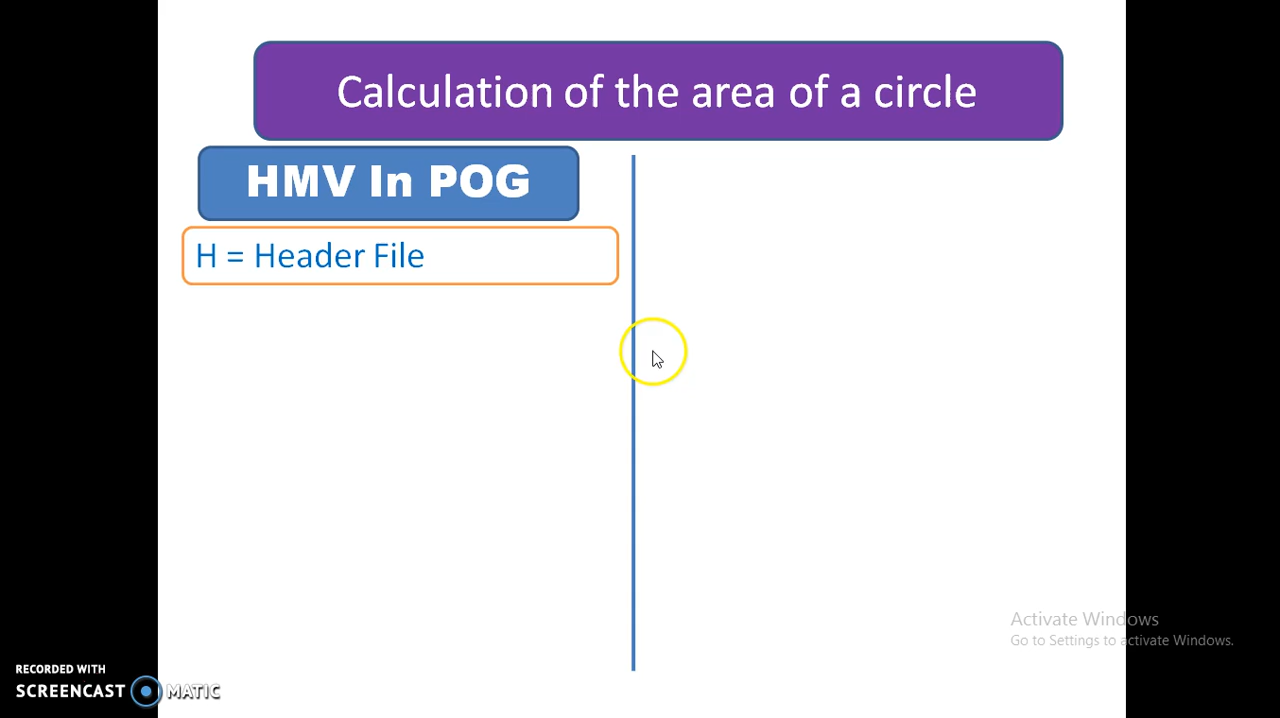 Calculation of the area of a circle
HMV In POG
H = Header File
Activate Windows
Go to Settings to activate Windows.
RECORDED WITH
SCREENCAST MATIC